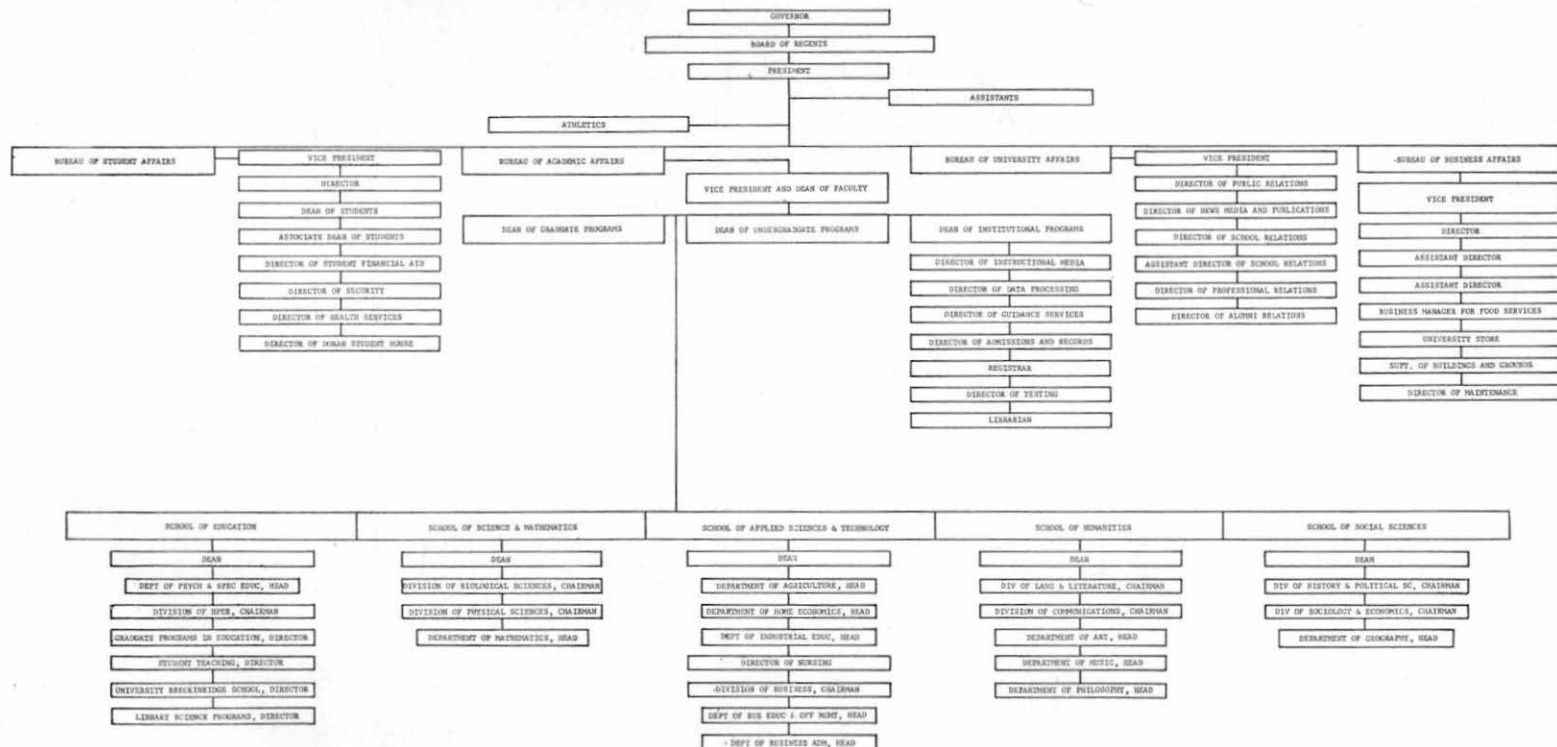 GOVERNOR
BOARD OF REGENTS
PRESIDENT
ASSISTANTS
ATHLETICS
BUREAU OF STUDENT AFFAIRS
VICE PRESIDENT
DIRECTOR
DEAN OF STUDENTS
ASSOCIATE DEAN OF STUDENTS
DIRECTOR OF STUDENT FINANCIAL AID
DIRECTOR OF SECURITY
DIRECTOR OF HEALTH SERVICES
DIRECTOR OF DORAN STUDENT HOUSE
BUREAU OF ACADEMIC AFFAIRS
VICE PRESIDENT AND DEAN OF FACULTY
DEAN OF GRADUATE PROGRAMS
DEAN OF UNDERGRADUATE PROGRAMS
DEAN OF INSTITUTIONAL PROGRAMS
DIRECTOR OF INSTRUCTIONAL MEDIA
DIRECTOR OF DATA PROCESSING
DIRECTOR OF GUIDANCE SERVICES
DIRECTOR OF ADMISSIONS AND RECORDS
REGISTRAR
DIRECTOR OF TESTING
LIBRARIAN
BUREAU OF UNIVERSITY AFFAIRS
VICE PRESIDENT
DIRECTOR OF PUBLIC RELATIONS
DIRECTOR OF NEWS MEDIA AND PUBLICATIONS
DIRECTOR OF SCHOOL RELATIONS
ASSISTANT DIRECTOR OF SCHOOL RELATIONS
DIRECTOR OF PROFESSIONAL RELATIONS
DIRECTOR OF ALUMNI RELATIONS
BUREAU OF BUSINESS AFFAIRS
VICE PRESIDENT
DIRECTOR
ASSISTANT DIRECTOR
ASSISTANT DIRECTOR
BUSINESS MANAGER FOR FOOD SERVICES
UNIVERSITY STORE
SUPT. OF BUILDINGS AND GROUNDS
DIRECTOR OF MAINTENANCE
SCHOOL OF EDUCATION
DEAN
DEPT OF PSYCH & SPEC EDUC, HEAD
DIVISION OF HPER, CHAIRMAN
GRADUATE PROGRAMS IN EDUCATION, DIRECTOR
STUDENT TEACHING, DIRECTOR
UNIVERSITY BRECKINRIDGE SCHOOL, DIRECTOR
LIBRARY SCIENCE PROGRAMS, DIRECTOR
SCHOOL OF SCIENCE & MATHEMATICS
DEAN
DIVISION OF BIOLOGICAL SCIENCES, CHAIRMAN
DIVISION OF PHYSICAL SCIENCES, CHAIRMAN
DEPARTMENT OF MATHEMATICS, HEAD
SCHOOL OF APPLIED SCIENCES & TECHNOLOGY
DEAN
DEPARTMENT OF AGRICULTURE, HEAD
DEPARTMENT OF HOME ECONOMICS, HEAD
DEPT OF INDUSTRIAL EDUC, HEAD
DIRECTOR OF NURSING
DIVISION OF BUSINESS, CHAIRMAN
DEPT OF BUS EDUC & OFF MGMT, HEAD
DEPT OF BUSINESS ADM, HEAD
SCHOOL OF HUMANITIES
DEAN
DIV OF LANG & LITERATURE, CHAIRMAN
DIVISION OF COMMUNICATIONS, CHAIRMAN
DEPARTMENT OF ART, HEAD
DEPARTMENT OF MUSIC, HEAD
DEPARTMENT OF PHILOSOPHY, HEAD
SCHOOL OF SOCIAL SCIENCES
DEAN
DIV OF HISTORY & POLITICAL SC, CHAIRMAN
DIV OF SOCIOLOGY & ECONOMICS, CHAIRMAN
DEPARTMENT OF GEOGRAPHY, HEAD